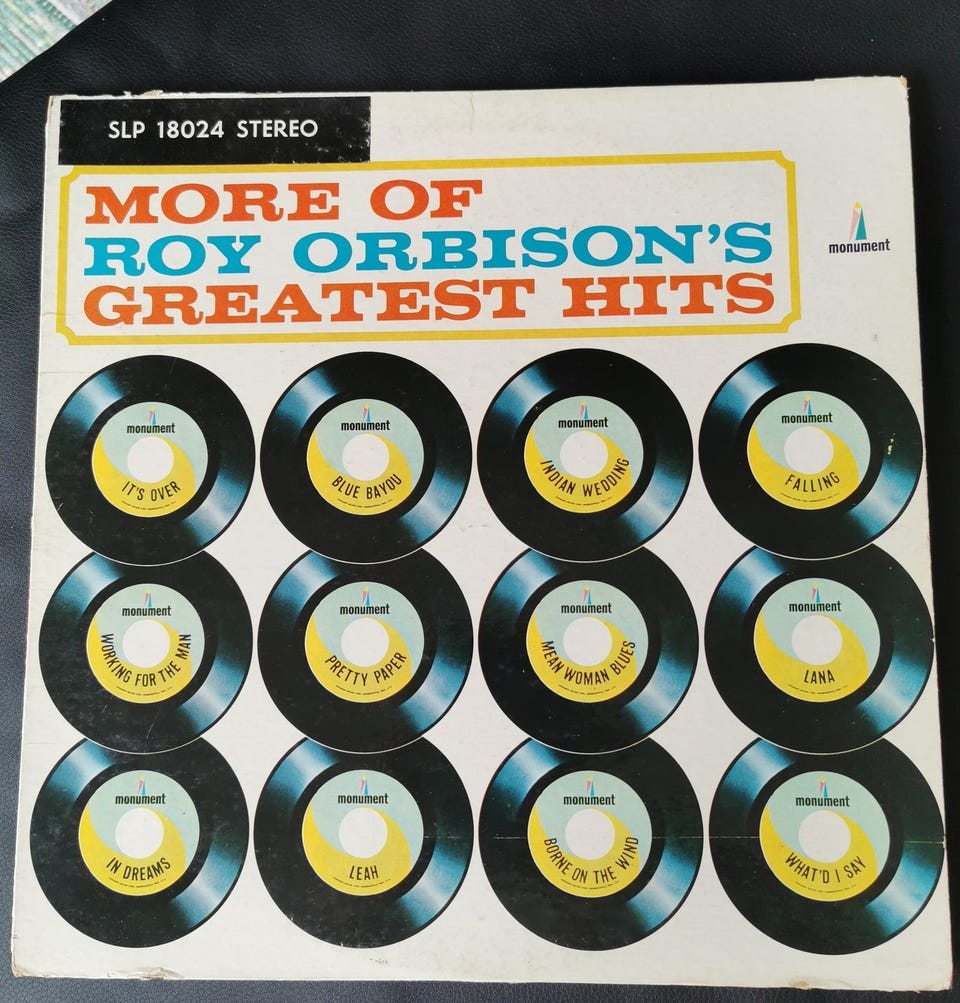 SLP 18024 STEREO
MORE OF
ROY ORBISON'S
GREATEST HITS
monument
monument
IT'S OVER
monument
BLUE BAYOU
monument
INDIAN WEDDING
monument
FALLING
monument
WORKING FOR THE MAN
monument
PRETTY PAPER
monument
MEAN WOMAN BLUES
monument
LANA
monument
IN DREAMS
monument
LEAH
monument
BORNE ON THE WIND
monument
WHAT'D I SAY